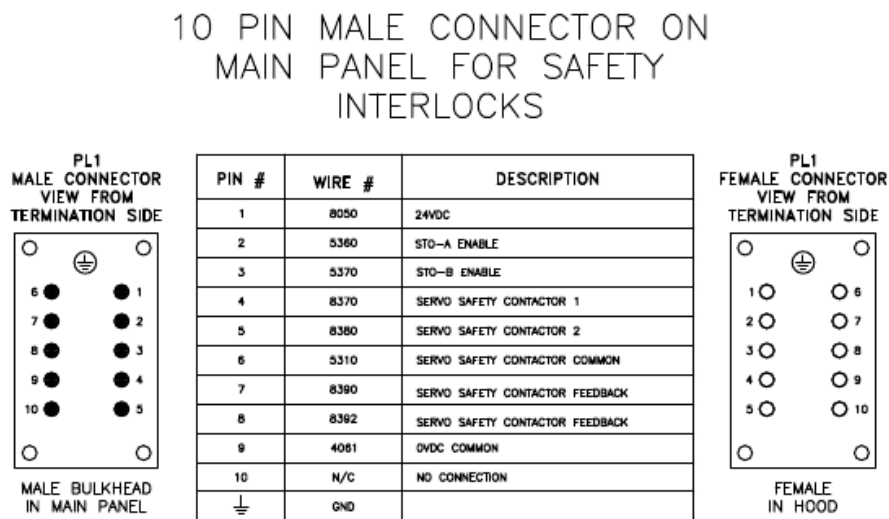 10 PIN MALE CONNECTOR ON
MAIN PANEL FOR SAFETY
INTERLOCKS
PL1
MALE CONNECTOR
VIEW FROM
TERMINATION SIDE
6 1
7 2
8 3
9 4
10 5
MALE BULKHEAD
IN MAIN PANEL
PIN # WIRE # DESCRIPTION
1 8050 24VDC
2 5360 STO-A ENABLE
3 5370 STO-B ENABLE
4 8370 SERVO SAFETY CONTACTOR 1
5 8380 SERVO SAFETY CONTACTOR 2
6 5310 SERVO SAFETY CONTACTOR COMMON
7 8390 SERVO SAFETY CONTACTOR FEEDBACK
8 8392 SERVO SAFETY CONTACTOR FEEDBACK
9 4061 0VDC COMMON
10 N/C NO CONNECTION
GND
PL1
FEMALE CONNECTOR
VIEW FROM
TERMINATION SIDE
1 6
2 7
3 8
4 9
5 10
FEMALE
IN HOOD